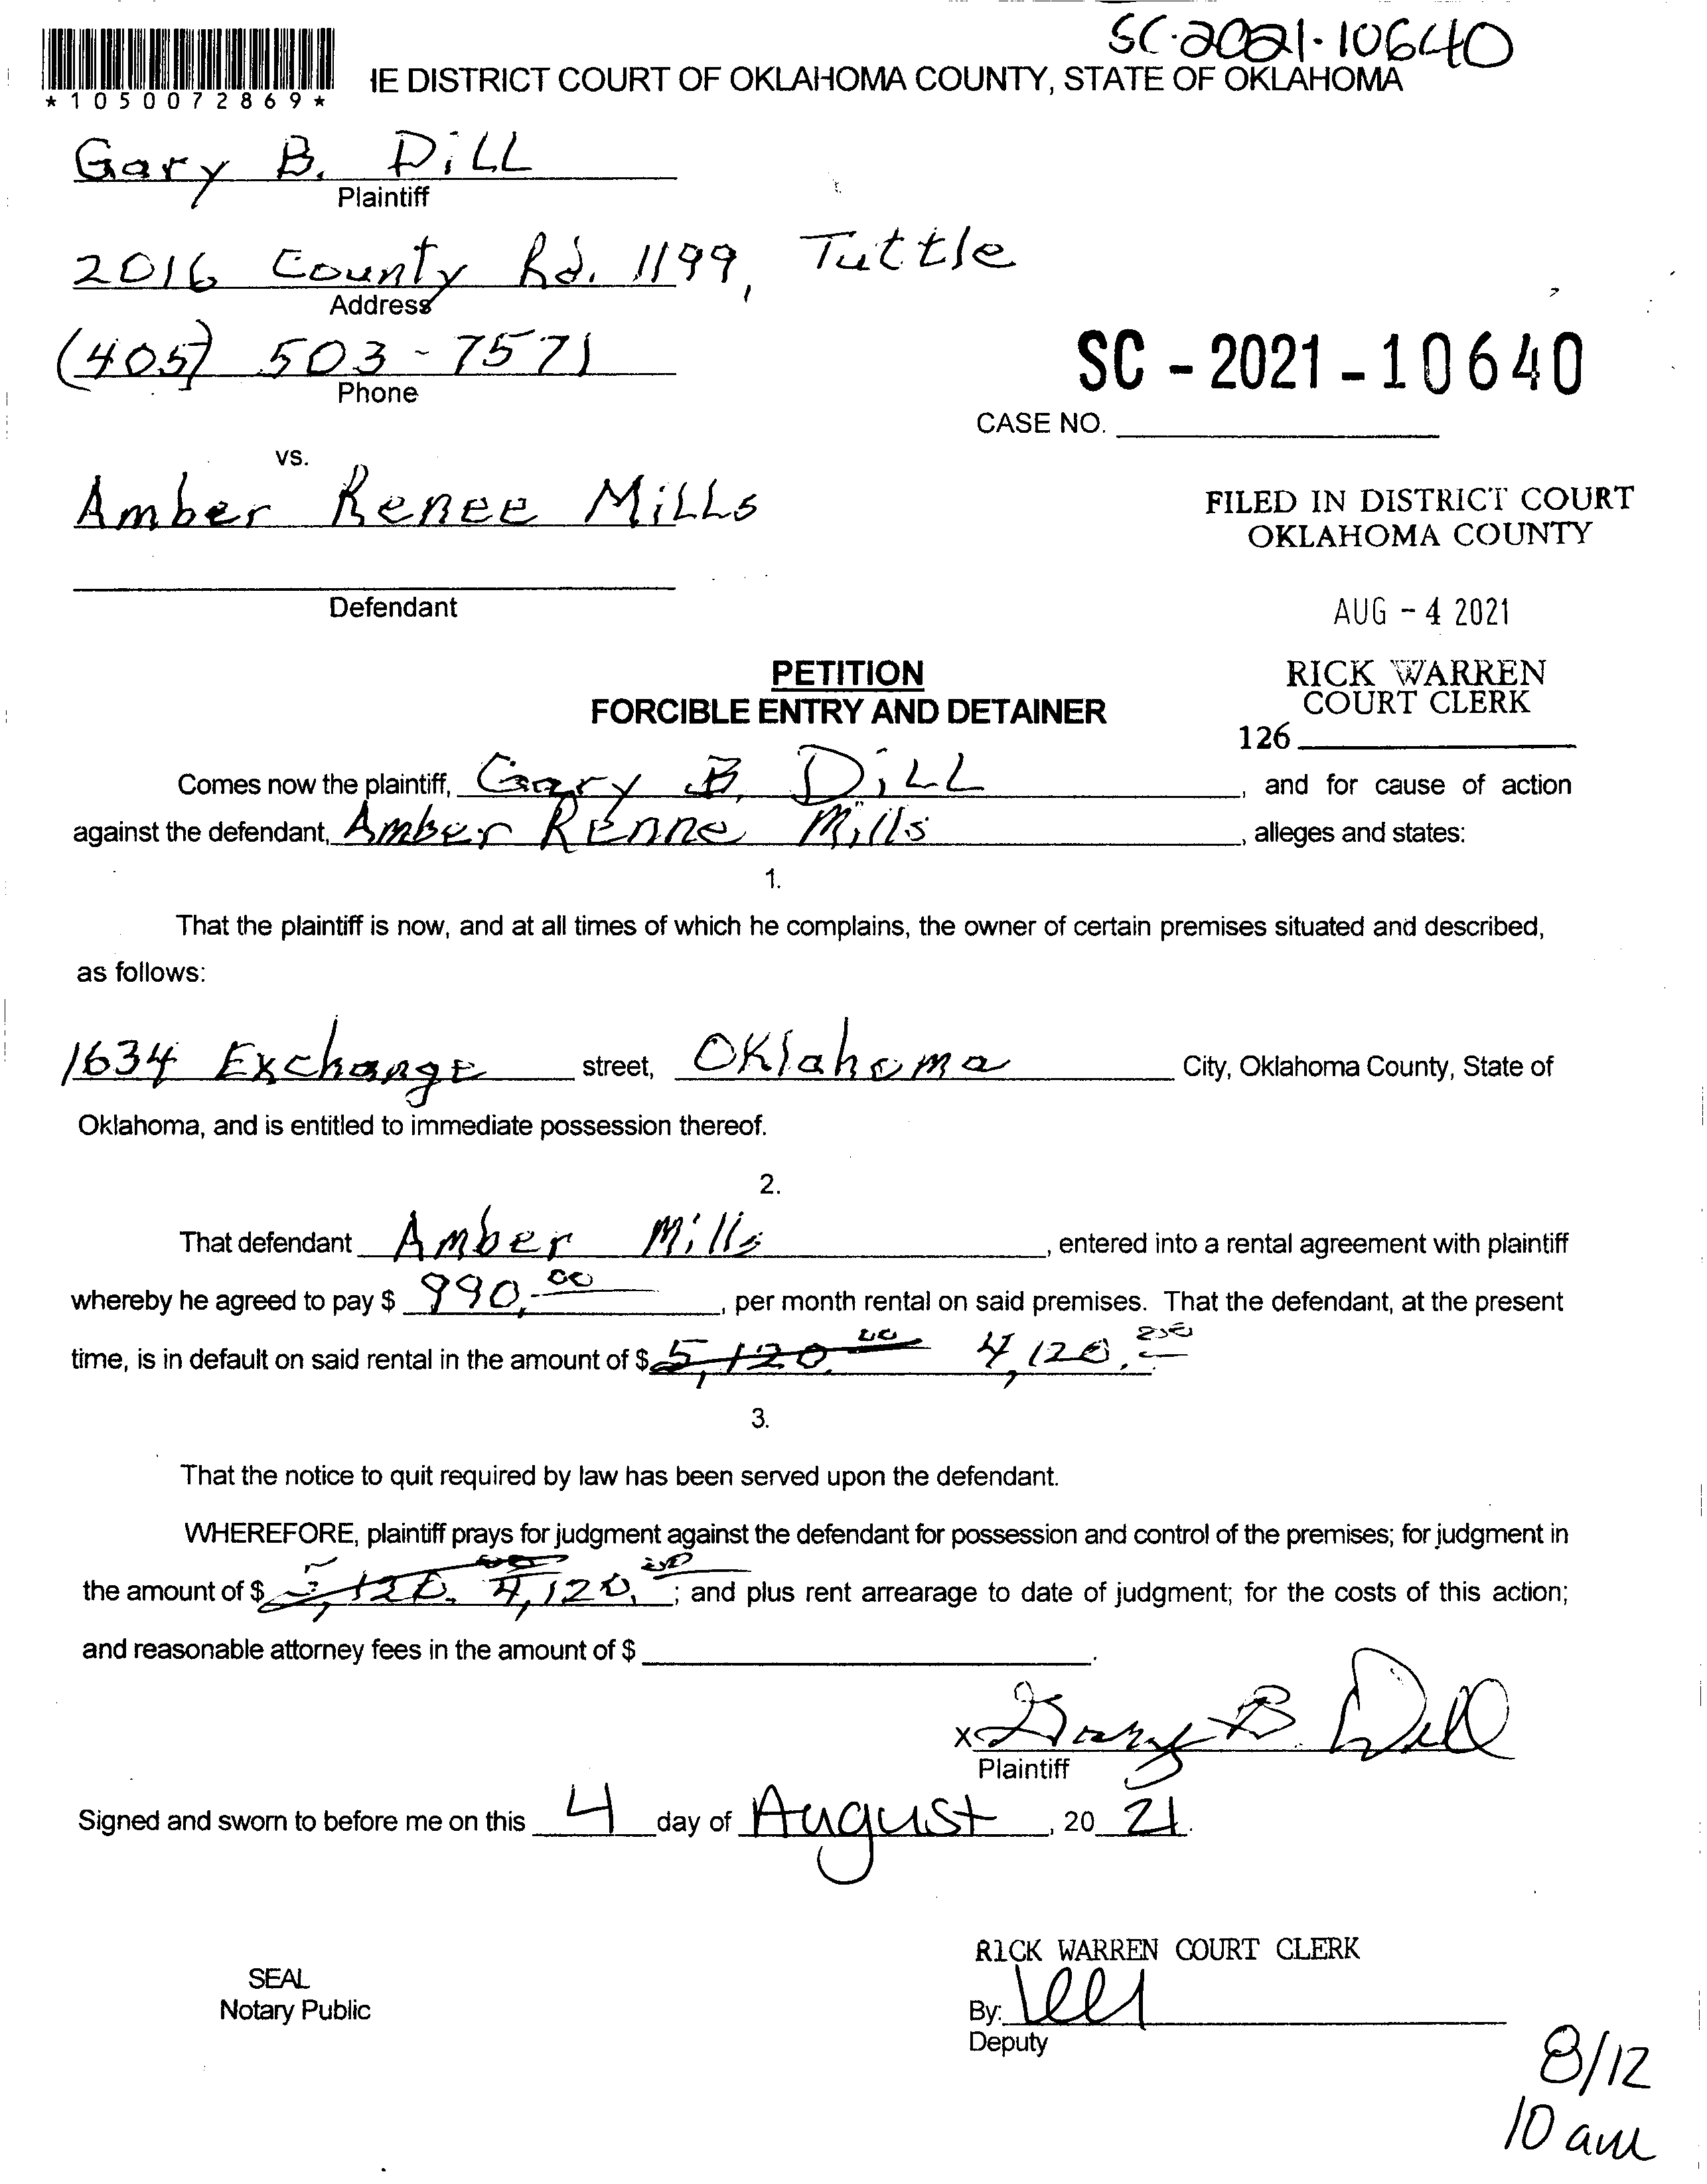 SC-2021-10640
*1050072869*
IE DISTRICT COURT OF OKLAHOMA COUNTY, STATE OF OKLAHOMA
Gary B. Dill
Plaintiff
2016 County Rd. 1199, Tuttle
Address
(405) 503-7571
Phone
SC-2021-10640
CASE NO.
vs.
Amber Renee Mills
FILED IN DISTRICT COURT
OKLAHOMA COUNTY
Defendant
AUG - 4 2021
PETITION
FORCIBLE ENTRY AND DETAINER
RICK WARREN
COURT CLERK
126
Comes now the plaintiff, Gary B. Dill, and for cause of action
against the defendant, Amber Renne Mills, alleges and states:
1.
That the plaintiff is now, and at all times of which he complains, the owner of certain premises situated and described,
as follows:
1634 Exchange street, Oklahoma City, Oklahoma County, State of
Oklahoma, and is entitled to immediate possession thereof.
2.
That defendant Amber Mills, entered into a rental agreement with plaintiff
whereby he agreed to pay $ 990.00, per month rental on said premises. That the defendant, at the present
time, is in default on said rental in the amount of $ 5,120.00 4,120.00
3.
That the notice to quit required by law has been served upon the defendant.
WHEREFORE, plaintiff prays for judgment against the defendant for possession and control of the premises; for judgment in
the amount of $ 5,120.00 4,120.00; and plus rent arrearage to date of judgment; for the costs of this action;
and reasonable attorney fees in the amount of $ .
x Gary B. Dill
Plaintiff
Signed and sworn to before me on this 4 day of August, 20 21.
RICK WARREN COURT CLERK
SEAL
Notary Public
By:
Deputy
8/12
10 am